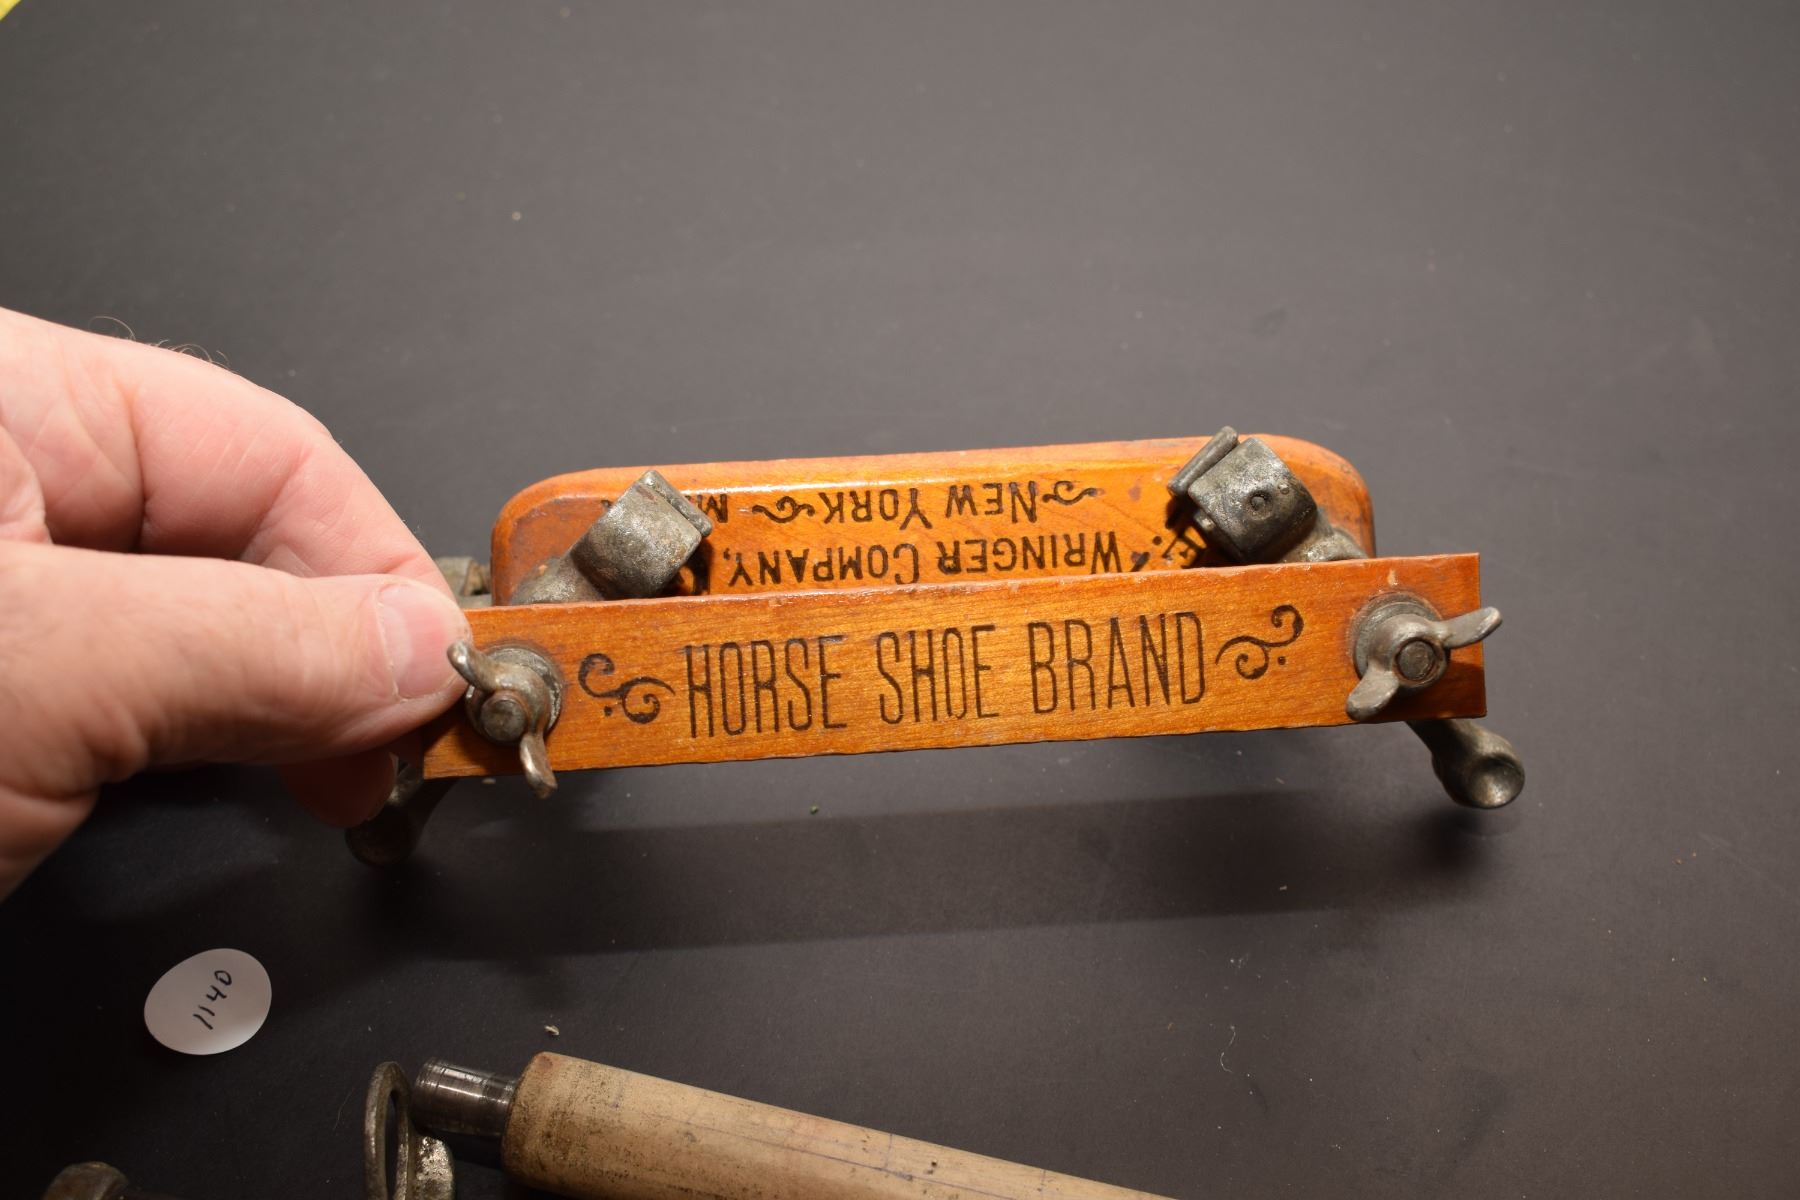 HORSE SHOE BRAND
WRINGER COMPANY,
NEW YORK
1140